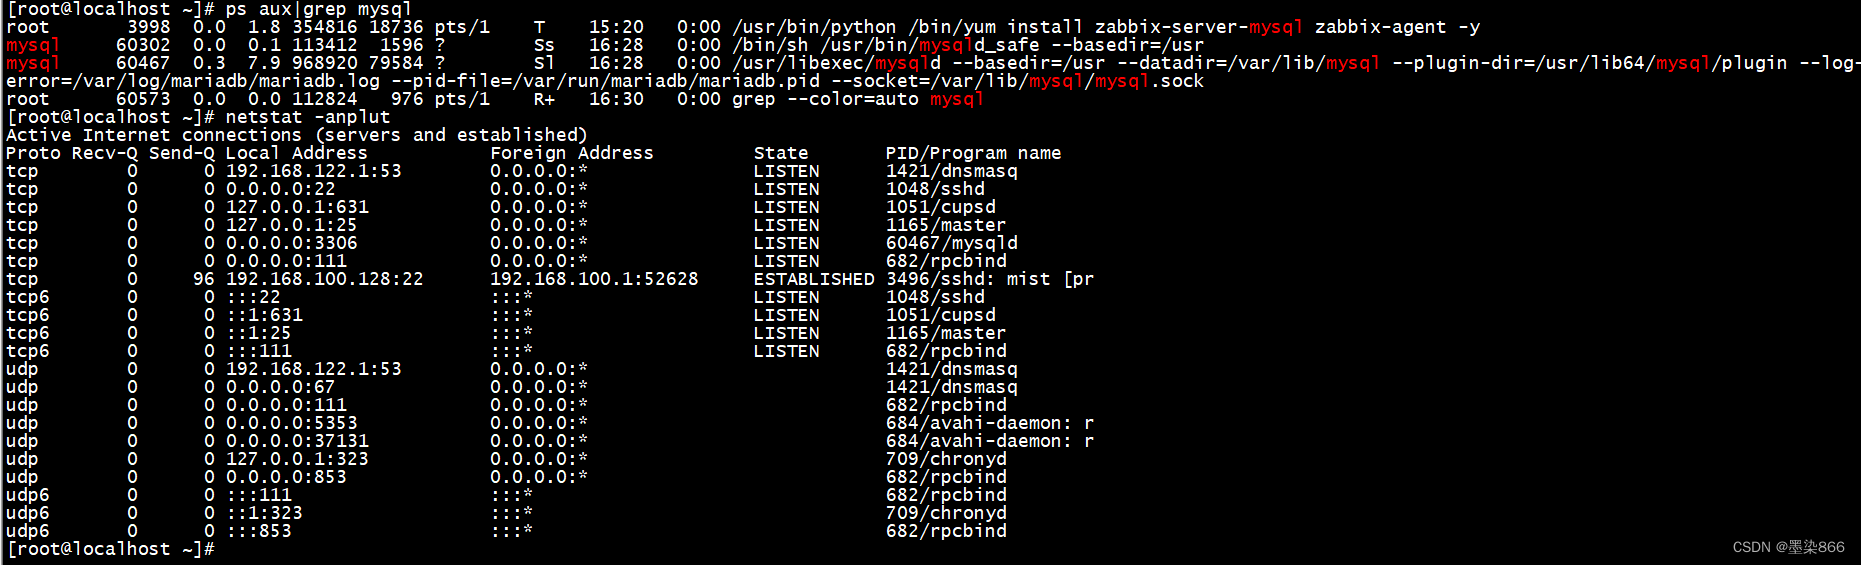 [root@localhost ~]# ps aux|grep mysql
root       3998  0.0  1.8 354816 18736 pts/1    T    15:20   0:00 /usr/bin/python /bin/yum install zabbix-server-mysql zabbix-agent -y
mysql     60302  0.0  0.1 113412  1596 ?        Ss   16:28   0:00 /bin/sh /usr/bin/mysqld_safe --basedir=/usr
mysql     60467  0.3  7.9 968920 79584 ?        Sl   16:28   0:00 /usr/libexec/mysqld --basedir=/usr --datadir=/var/lib/mysql --plugin-dir=/usr/lib64/mysql/plugin --log-
error=/var/log/mariadb/mariadb.log --pid-file=/var/run/mariadb/mariadb.pid --socket=/var/lib/mysql/mysql.sock
root      60573  0.0  0.0 112824   976 pts/1    R+   16:30   0:00 grep --color=auto mysql
[root@localhost ~]# netstat -anplut
Active Internet connections (servers and established)
Proto Recv-Q Send-Q Local Address           Foreign Address         State       PID/Program name
tcp        0      0 192.168.122.1:53        0.0.0.0:*               LISTEN      1421/dnsmasq
tcp        0      0 0.0.0.0:22              0.0.0.0:*               LISTEN      1048/sshd
tcp        0      0 127.0.0.1:631           0.0.0.0:*               LISTEN      1051/cupsd
tcp        0      0 127.0.0.1:25            0.0.0.0:*               LISTEN      1165/master
tcp        0      0 0.0.0.0:3306            0.0.0.0:*               LISTEN      60467/mysqld
tcp        0      0 0.0.0.0:111             0.0.0.0:*               LISTEN      682/rpcbind
tcp        0     96 192.168.100.128:22      192.168.100.1:52628     ESTABLISHED 3496/sshd: mist [pr
tcp6       0      0 :::22                   :::*                    LISTEN      1048/sshd
tcp6       0      0 ::1:631                 :::*                    LISTEN      1051/cupsd
tcp6       0      0 ::1:25                  :::*                    LISTEN      1165/master
tcp6       0      0 :::111                  :::*                    LISTEN      682/rpcbind
udp        0      0 192.168.122.1:53        0.0.0.0:*                           1421/dnsmasq
udp        0      0 0.0.0.0:67              0.0.0.0:*                           1421/dnsmasq
udp        0      0 0.0.0.0:111             0.0.0.0:*                           682/rpcbind
udp        0      0 0.0.0.0:5353            0.0.0.0:*                           684/avahi-daemon: r
udp        0      0 0.0.0.0:37131           0.0.0.0:*                           684/avahi-daemon: r
udp        0      0 127.0.0.1:323           0.0.0.0:*                           709/chronyd
udp        0      0 0.0.0.0:853             0.0.0.0:*                           682/rpcbind
udp6       0      0 :::111                  :::*                                682/rpcbind
udp6       0      0 ::1:323                 :::*                                709/chronyd
udp6       0      0 :::853                  :::*                                682/rpcbind
[root@localhost ~]#
CSDN @墨染866